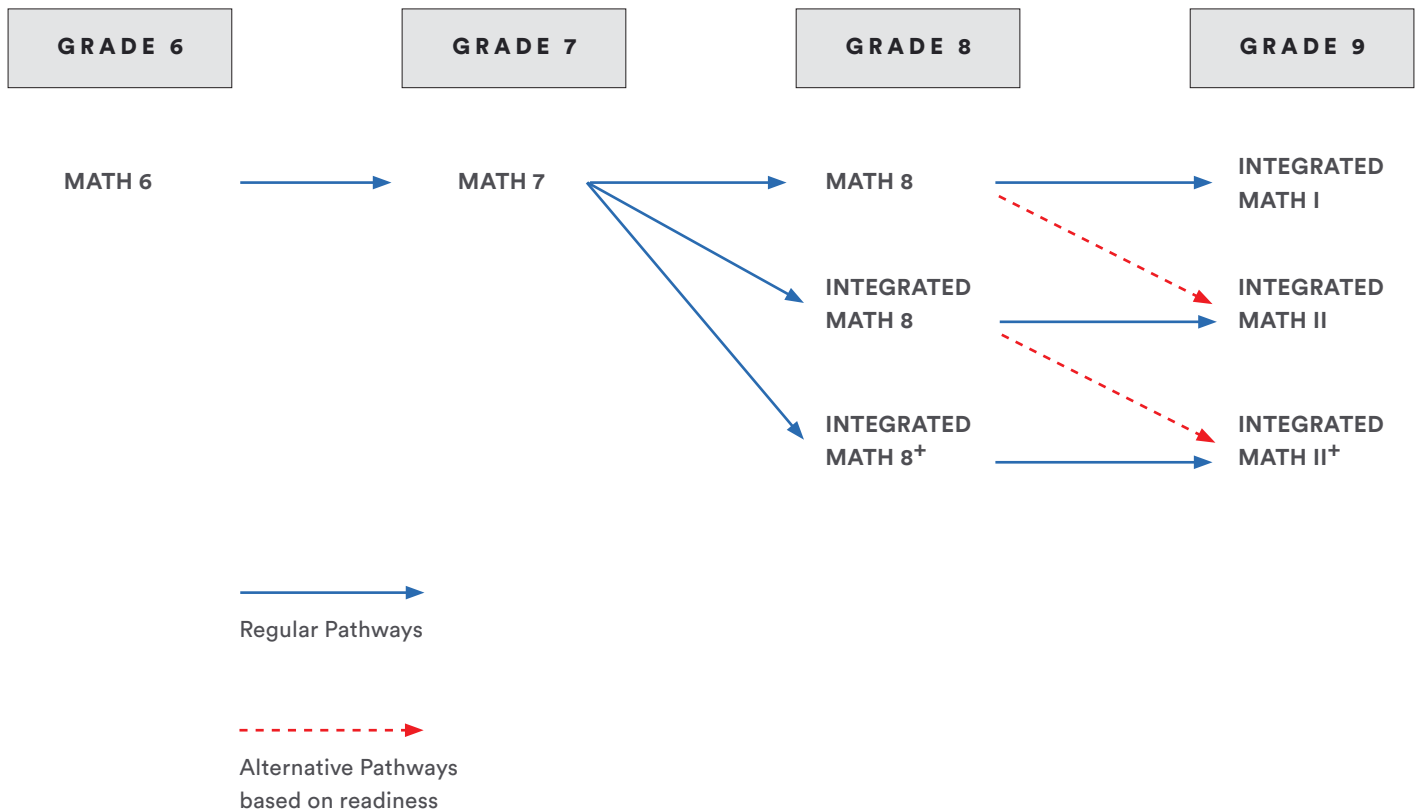 GRADE 6
GRADE 7
GRADE 8
GRADE 9
MATH 6
MATH 7
MATH 8
INTEGRATED
MATH I
INTEGRATED
MATH 8
INTEGRATED
MATH II
INTEGRATED
MATH 8+
INTEGRATED
MATH II+
Regular Pathways
Alternative Pathways
based on readiness